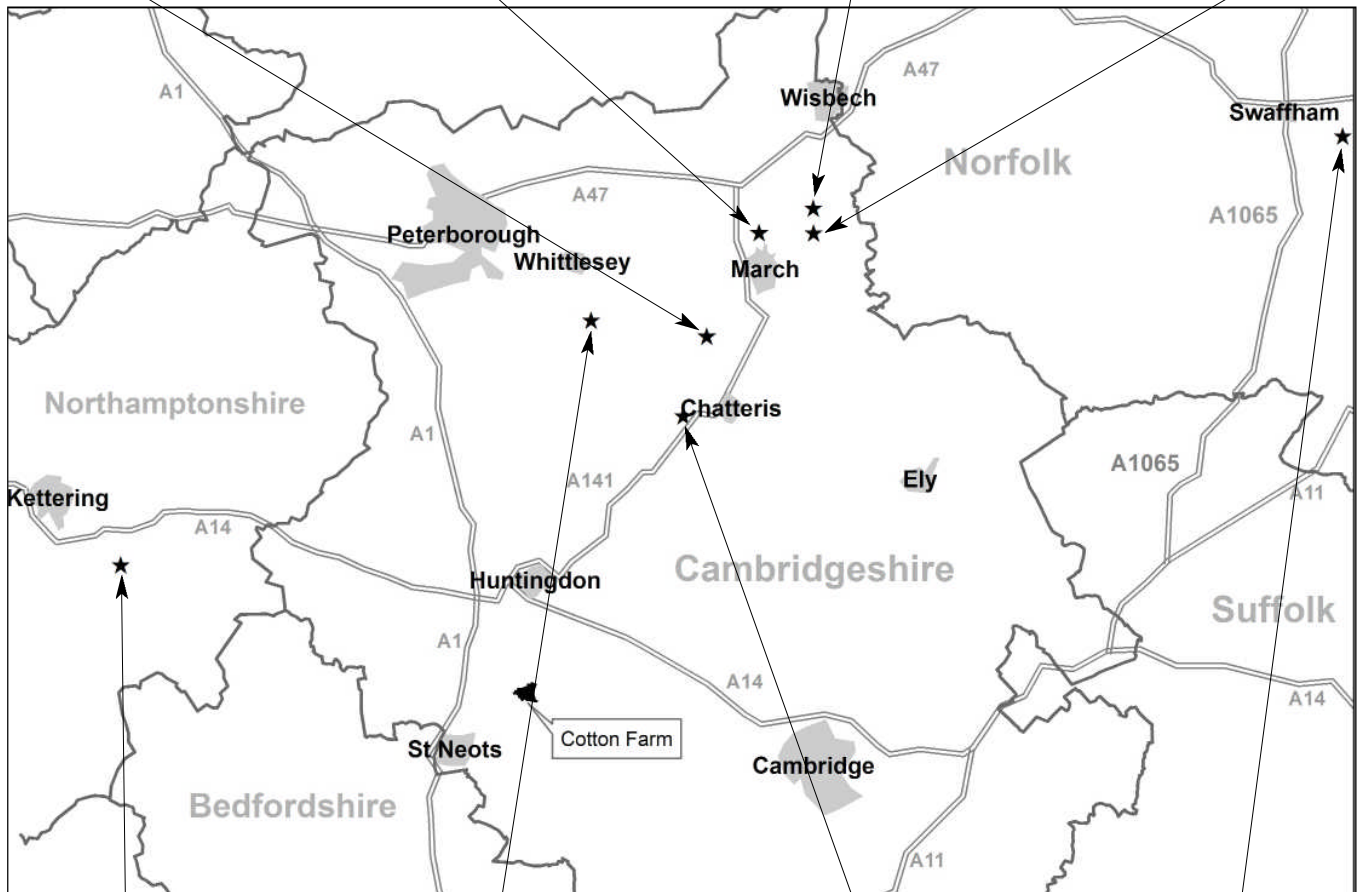 A1
A47
Wisbech
Swaffham
Norfolk
A47
A1065
Peterborough
Whittlesey
March
Northamptonshire
Chatteris
A1
A1065
A141
Ely
A11
Kettering
A14
Huntingdon
Cambridgeshire
Suffolk
A1
A14
A14
Cotton Farm
St Neots
Cambridge
Bedfordshire
A11